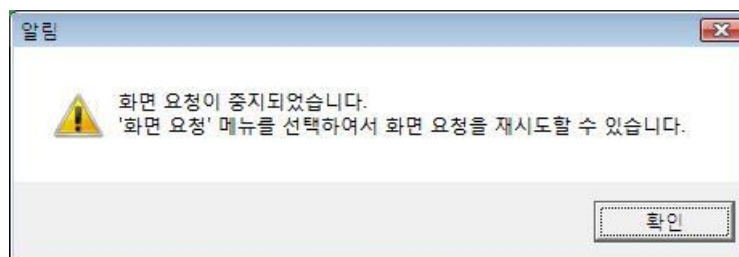 알림
화면 요청이 중지되었습니다.
'화면 요청' 메뉴를 선택하여서 화면 요청을 재시도할 수 있습니다.
확인